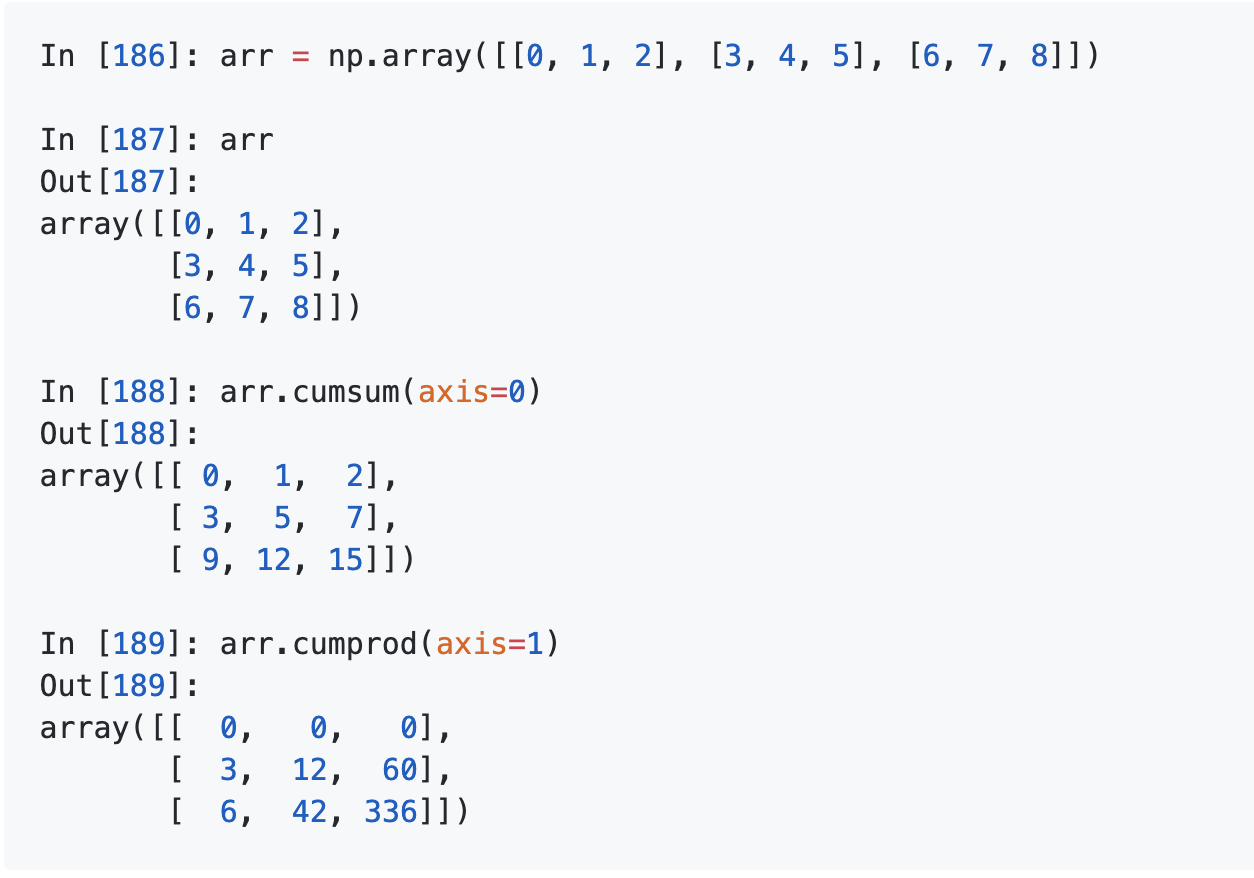 In [186]: arr = np.array([[0, 1, 2], [3, 4, 5], [6, 7, 8]])
In [187]: arr
Out[187]:
array([[0, 1, 2],
       [3, 4, 5],
       [6, 7, 8]])
In [188]: arr.cumsum(axis=0)
Out[188]:
array([[ 0,  1,  2],
       [ 3,  5,  7],
       [ 9, 12, 15]])
In [189]: arr.cumprod(axis=1)
Out[189]:
array([[  0,   0,   0],
       [  3,  12,  60],
       [  6,  42, 336]])